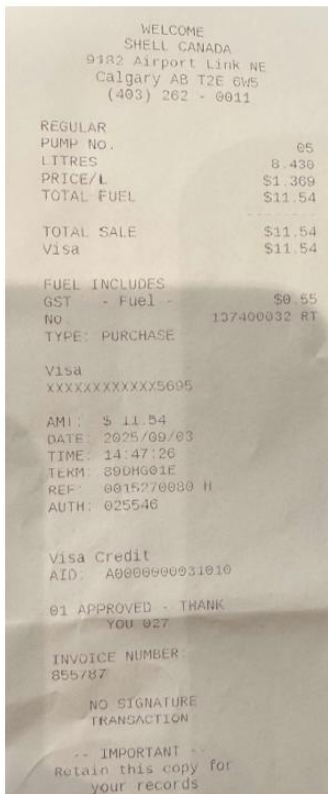 WELCOME
SHELL CANADA
9182 Airport Link NE
Calgary AB T2E 6W5
(403) 262 - 0011
REGULAR
PUMP NO. 05
LITRES 8.430
PRICE/L $1.369
TOTAL FUEL $11.54
- - - - - - -
TOTAL SALE $11.54
Visa $11.54
FUEL INCLUDES
GST - Fuel - $0.55
NO. 137400032 RT
TYPE: PURCHASE
Visa
XXXXXXXXXXXX5695
AMT: $ 11.54
DATE: 2025/09/03
TIME: 14:47:26
TERM: 89DHG01E
REF: 0015270080 H
AUTH: 025546
Visa Credit
AID: A0000000031010
01 APPROVED - THANK
YOU 027
INVOICE NUMBER:
855787
NO SIGNATURE
TRANSACTION
-- IMPORTANT --
Retain this copy for
your records